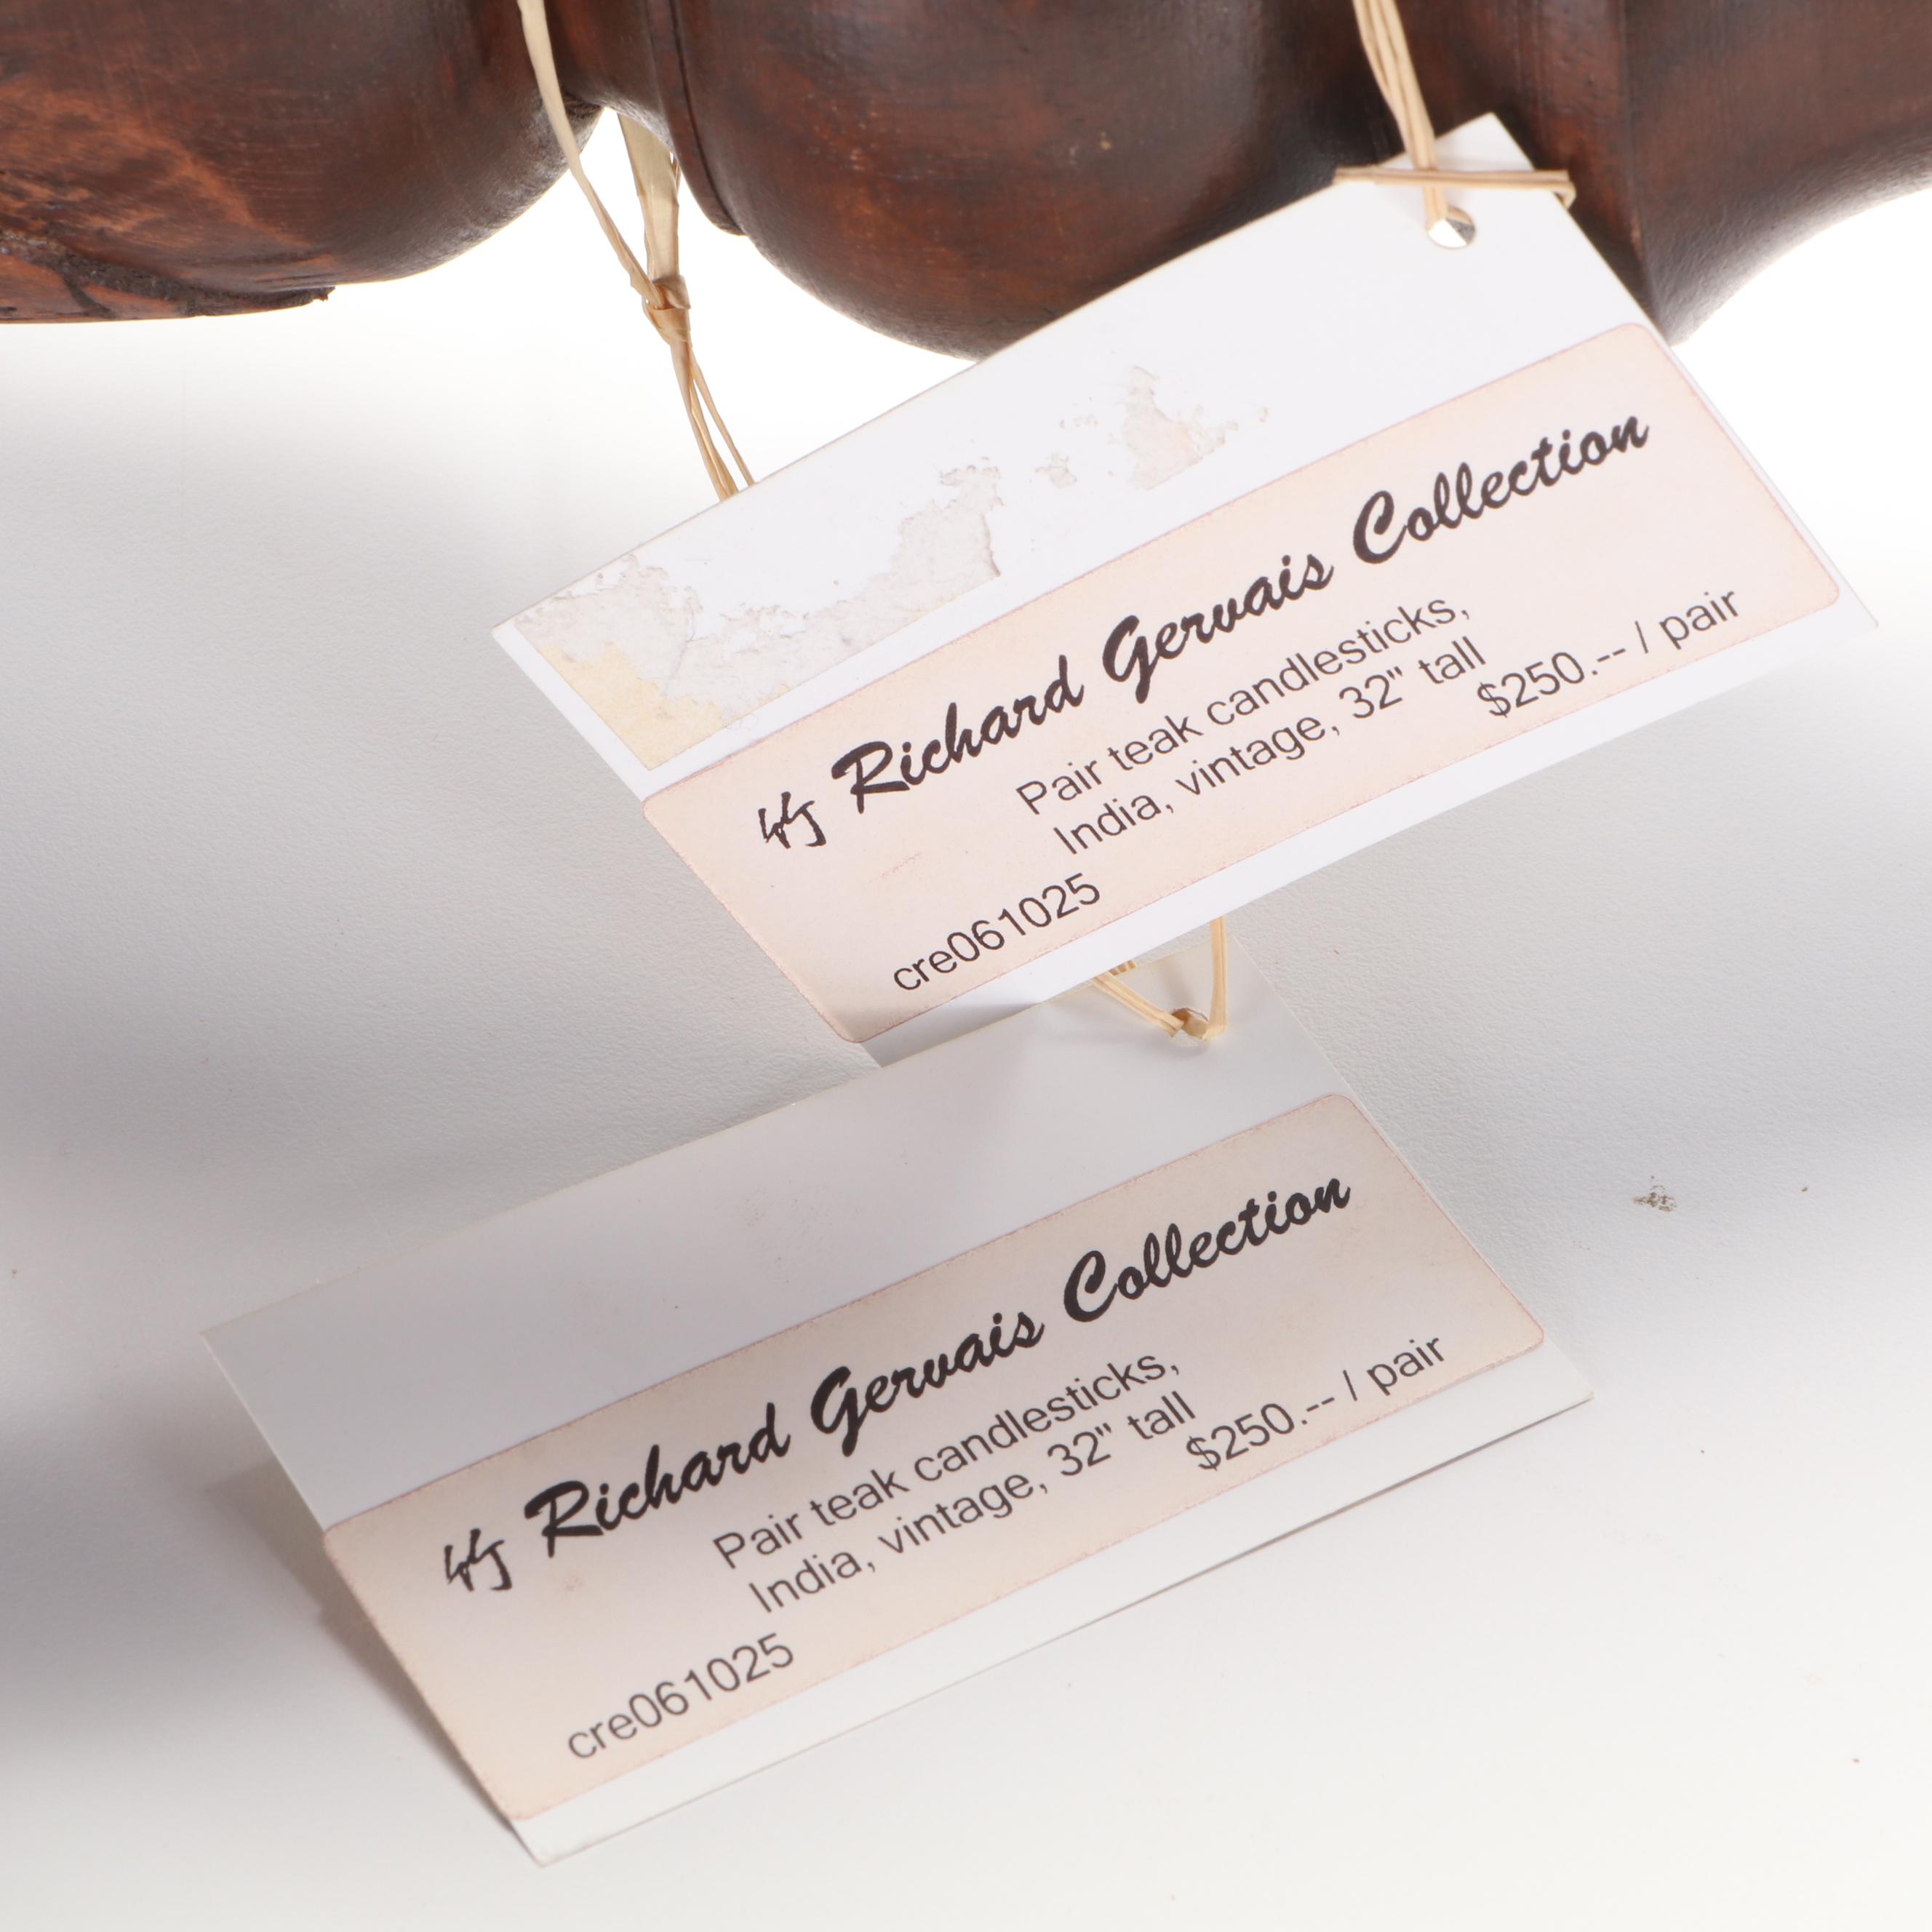 Richard Gervais Collection
Pair teak candlesticks,
India, vintage, 32" tall
$250.-- / pair
cre061025
Richard Gervais Collection
Pair teak candlesticks,
India, vintage, 32" tall
$250.-- / pair
cre061025